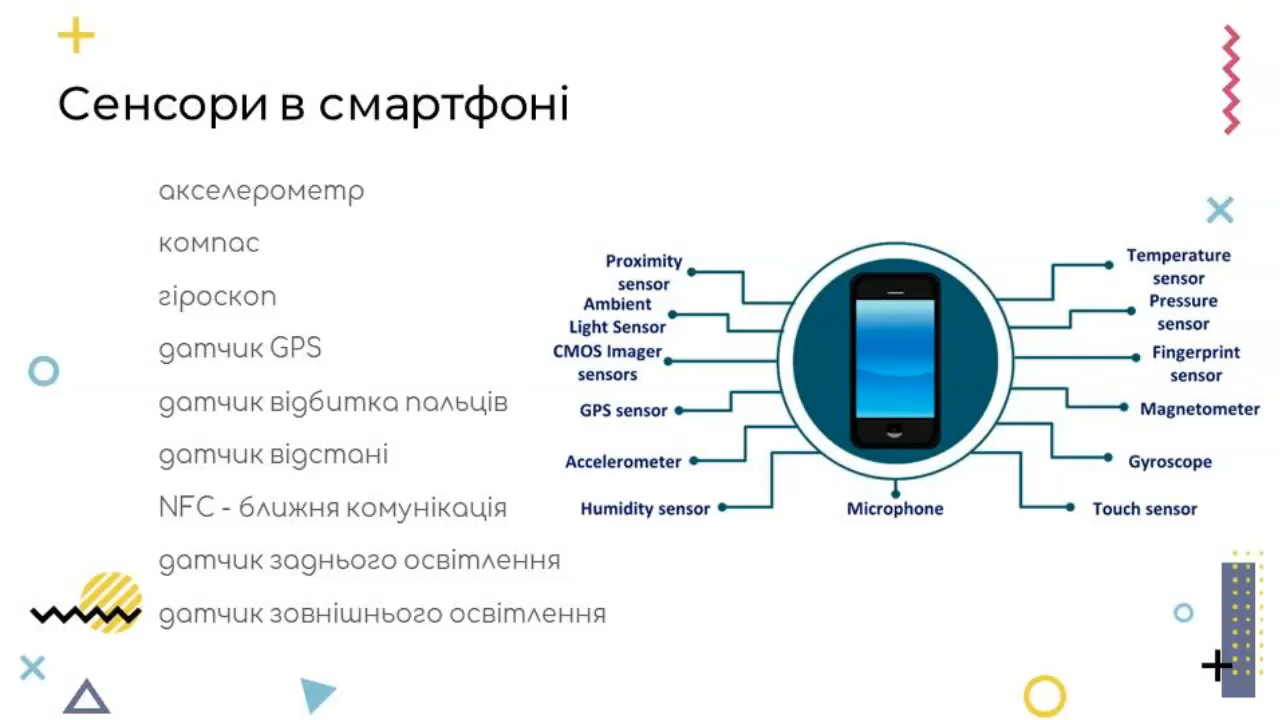 Сенсори в смартфоні
акселерометр
компас
гіроскоп
датчик GPS
датчик відбитка пальців
датчик відстані
NFC - ближня комунікація
датчик заднього освітлення
датчик зовнішнього освітлення
Proximity
sensor
Ambient
Light Sensor
CMOS Imager
sensors
GPS sensor
Accelerometer
Humidity sensor
Microphone
Temperature
sensor
Pressure
sensor
Fingerprint
sensor
Magnetometer
Gyroscope
Touch sensor